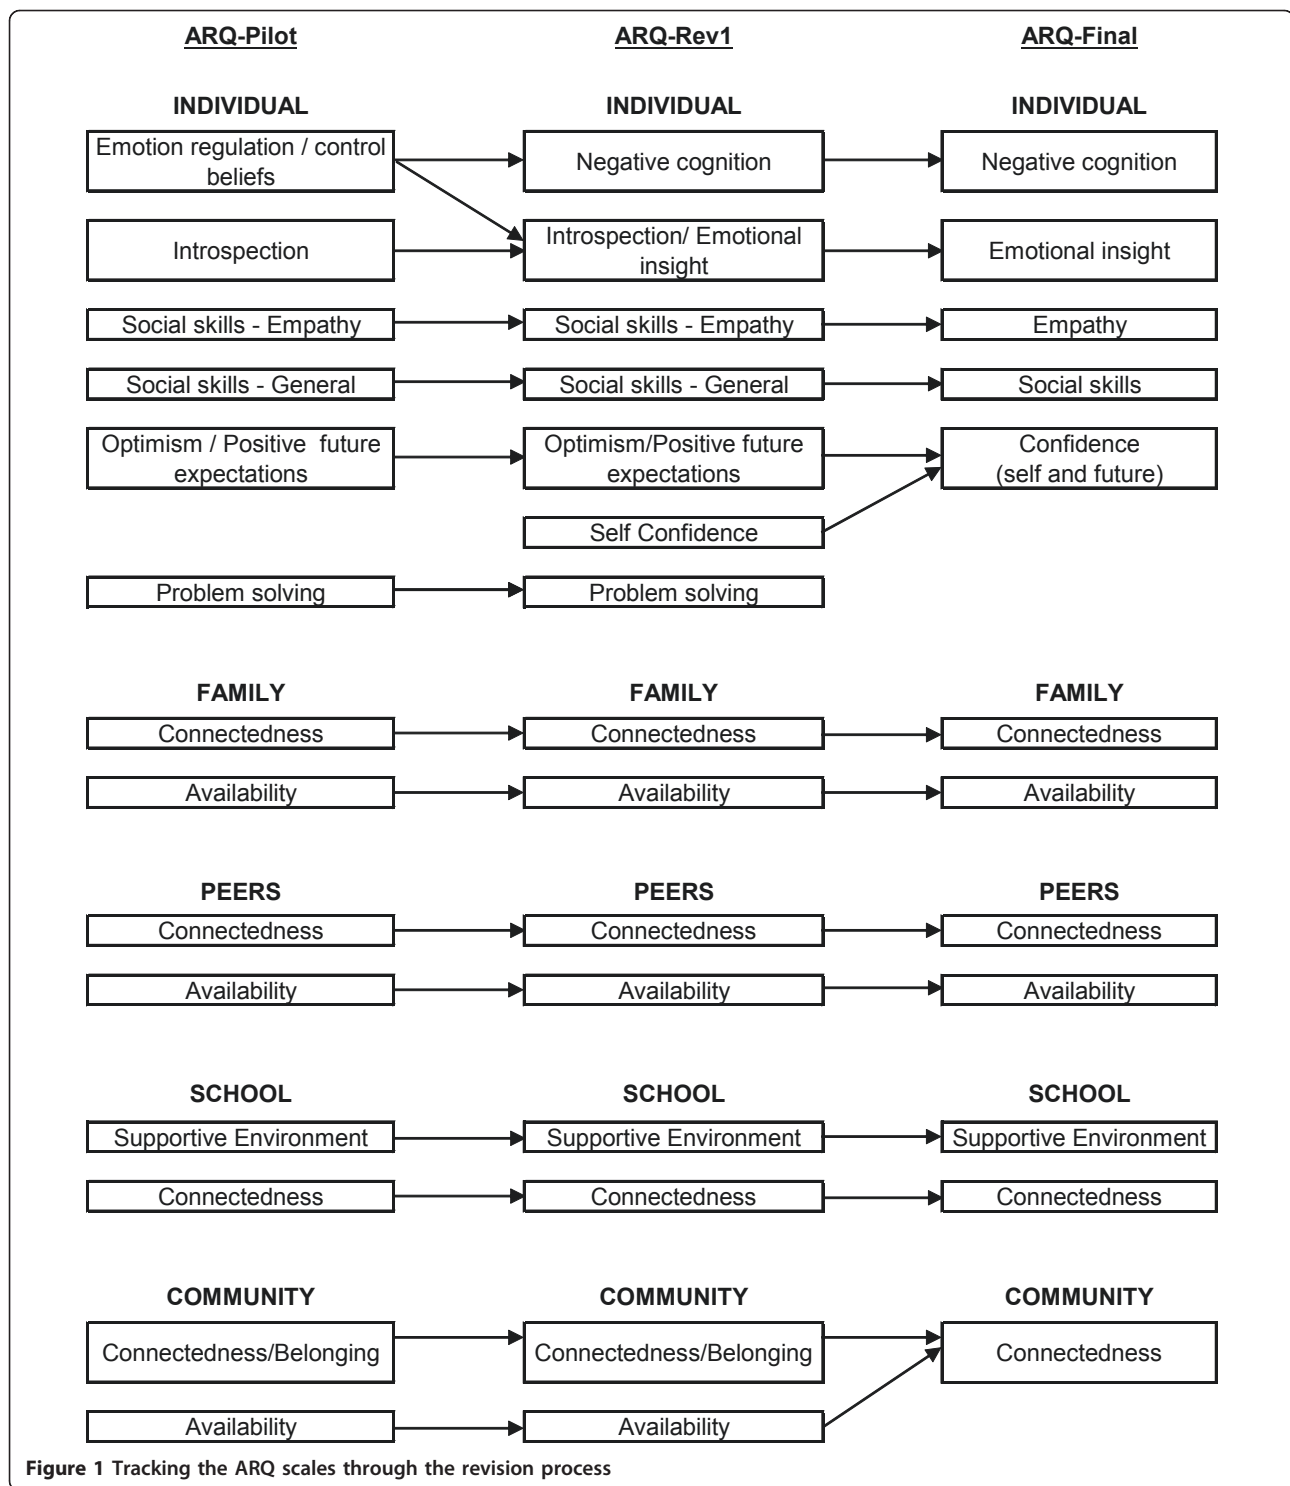 ARQ-Pilot ARQ-Rev1 ARQ-Final
INDIVIDUAL INDIVIDUAL INDIVIDUAL
Emotion regulation / control
beliefs
Negative cognition
Negative cognition
Introspection
Introspection/ Emotional
insight
Emotional insight
Social skills - Empathy Social skills - Empathy Empathy
Social skills - General Social skills - General Social skills
Optimism / Positive future
expectations
Optimism/Positive future
expectations
Confidence
(self and future)
Self Confidence
Problem solving Problem solving
FAMILY FAMILY FAMILY
Connectedness Connectedness Connectedness
Availability Availability Availability
PEERS PEERS PEERS
Connectedness Connectedness Connectedness
Availability Availability Availability
SCHOOL SCHOOL SCHOOL
Supportive Environment Supportive Environment Supportive Environment
Connectedness Connectedness Connectedness
COMMUNITY COMMUNITY COMMUNITY
Connectedness/Belonging Connectedness/Belonging Connectedness
Availability Availability
Figure 1 Tracking the ARQ scales through the revision process